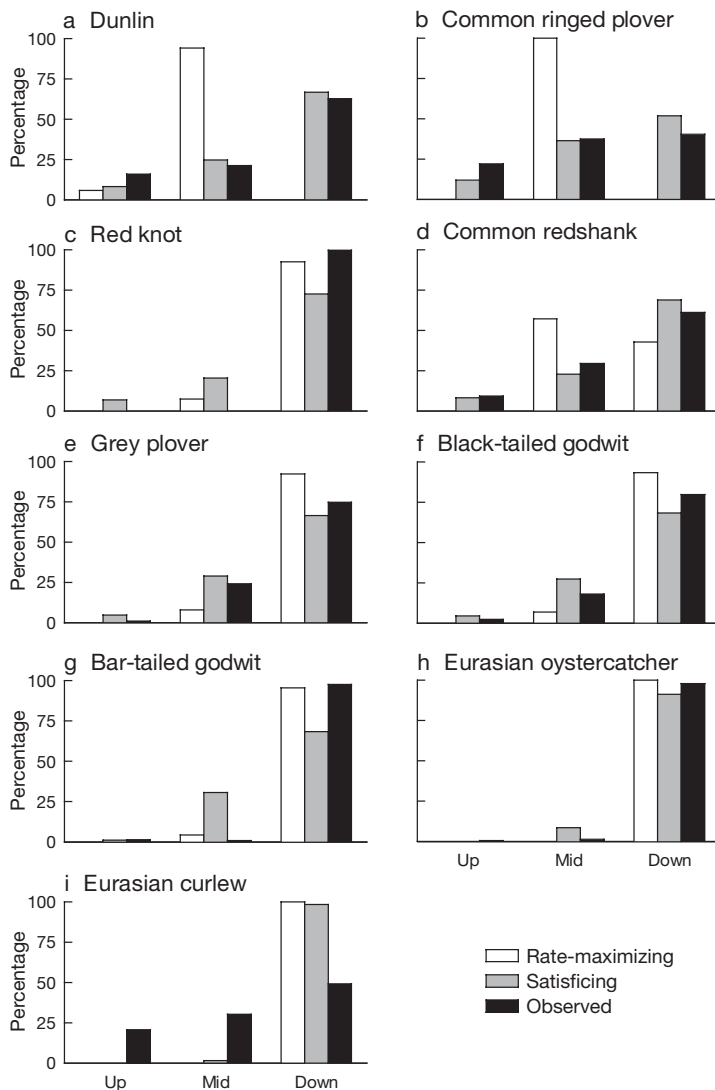 a Dunlin
b Common ringed plover
100
75
50
25
0
Percentage
c Red knot
d Common redshank
100
75
50
25
0
Percentage
e Grey plover
f Black-tailed godwit
100
75
50
25
0
Percentage
g Bar-tailed godwit
h Eurasian oystercatcher
100
75
50
25
0
Percentage
Up Mid Down
i Eurasian curlew
100
75
50
25
0
Percentage
Up Mid Down
Rate-maximizing
Satisficing
Observed